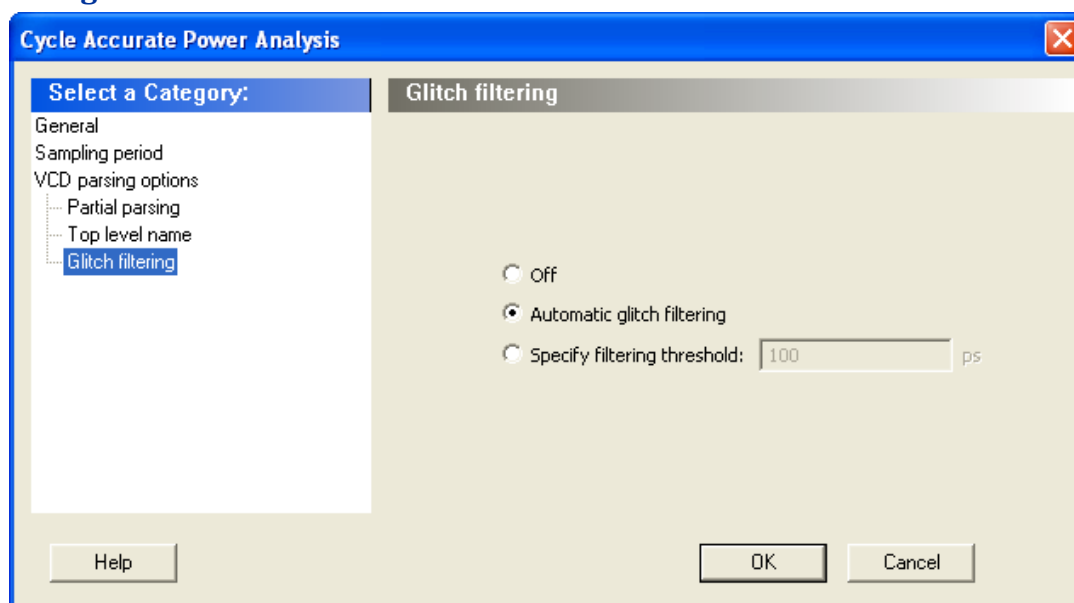 Cycle Accurate Power Analysis
Select a Category:
General
Sampling period
VCD parsing options
Partial parsing
Top level name
Glitch filtering
Glitch filtering
Off
Automatic glitch filtering
Specify filtering threshold: 100 ps
Help
OK
Cancel